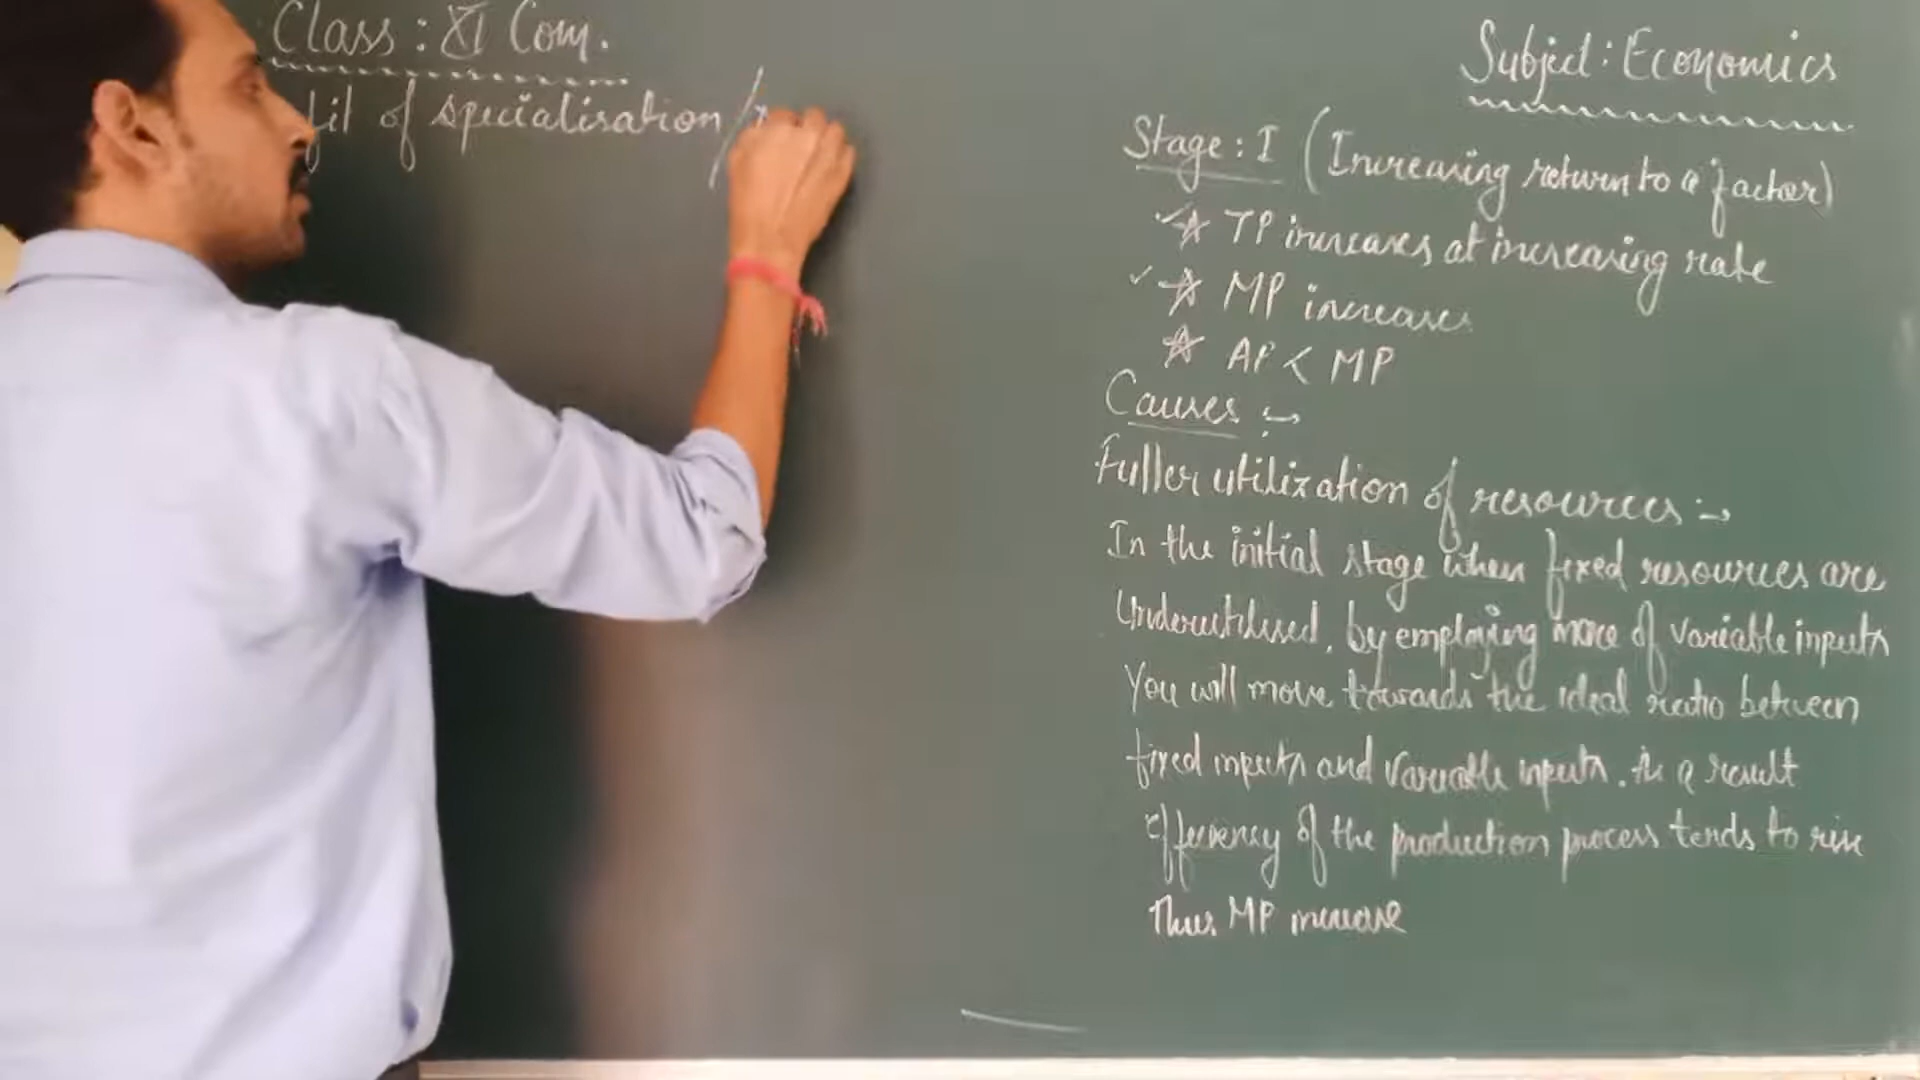 Class : XI Com.
fit of specialisation /
Subject : Economics
Stage : I (Increasing return to a factor)
TP increases at increasing rate
MP increases
AP < MP
Causes :→
Fuller utilization of resources :→
In the initial stage when fixed resources are
Underutilised, by employing more of variable inputs
You will move towards the ideal ratio between
fixed inputs and variable inputs. As a result
Efficiency of the production process tends to rise
Thus MP increase